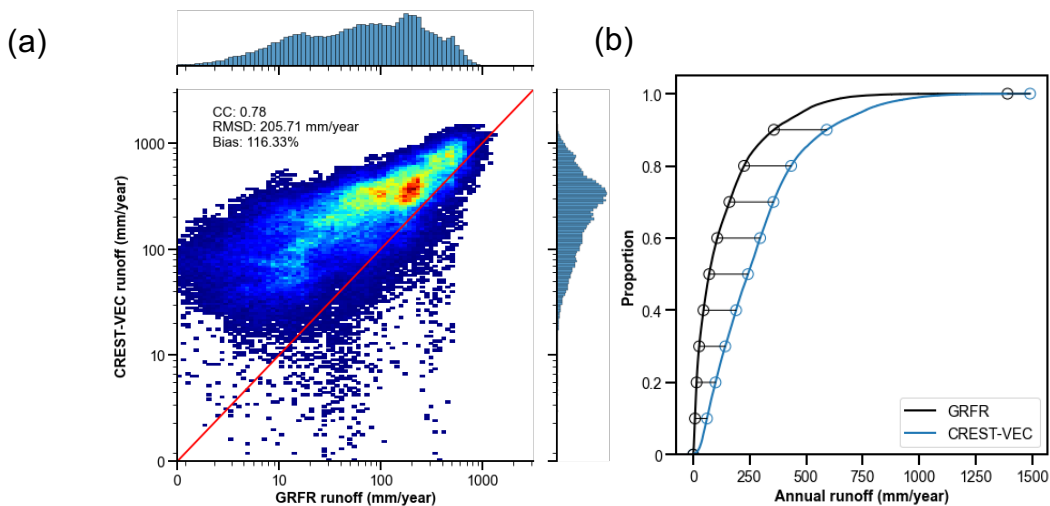 (a)
CC: 0.78
RMSD: 205.71 mm/year
Bias: 116.33%
CREST-VEC runoff (mm/year)
1000
100
10
0
0 10 100 1000
GRFR runoff (mm/year)
(b)
Proportion
1.0
0.8
0.6
0.4
0.2
0
GRFR
CREST-VEC
0 250 500 750 1000 1250 1500
Annual runoff (mm/year)